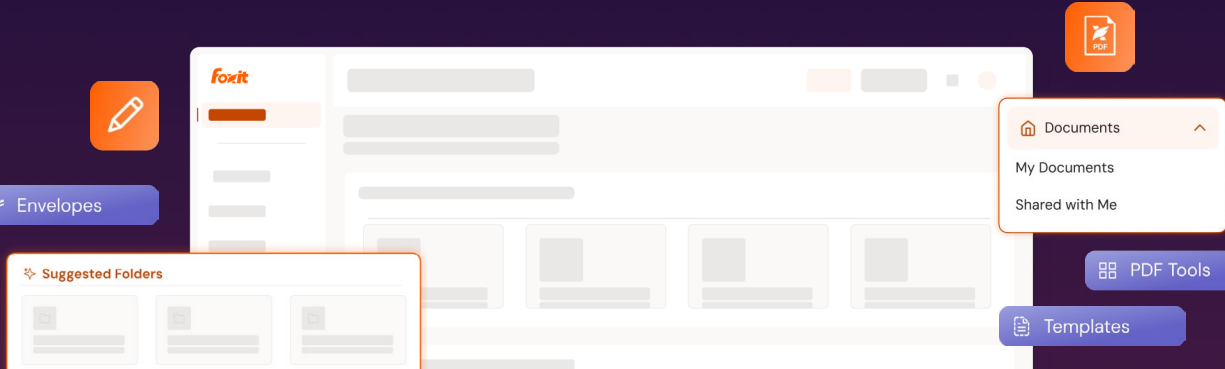 PDF
Foxit
Documents
My Documents
Envelopes
Shared with Me
Suggested Folders
PDF Tools
Templates